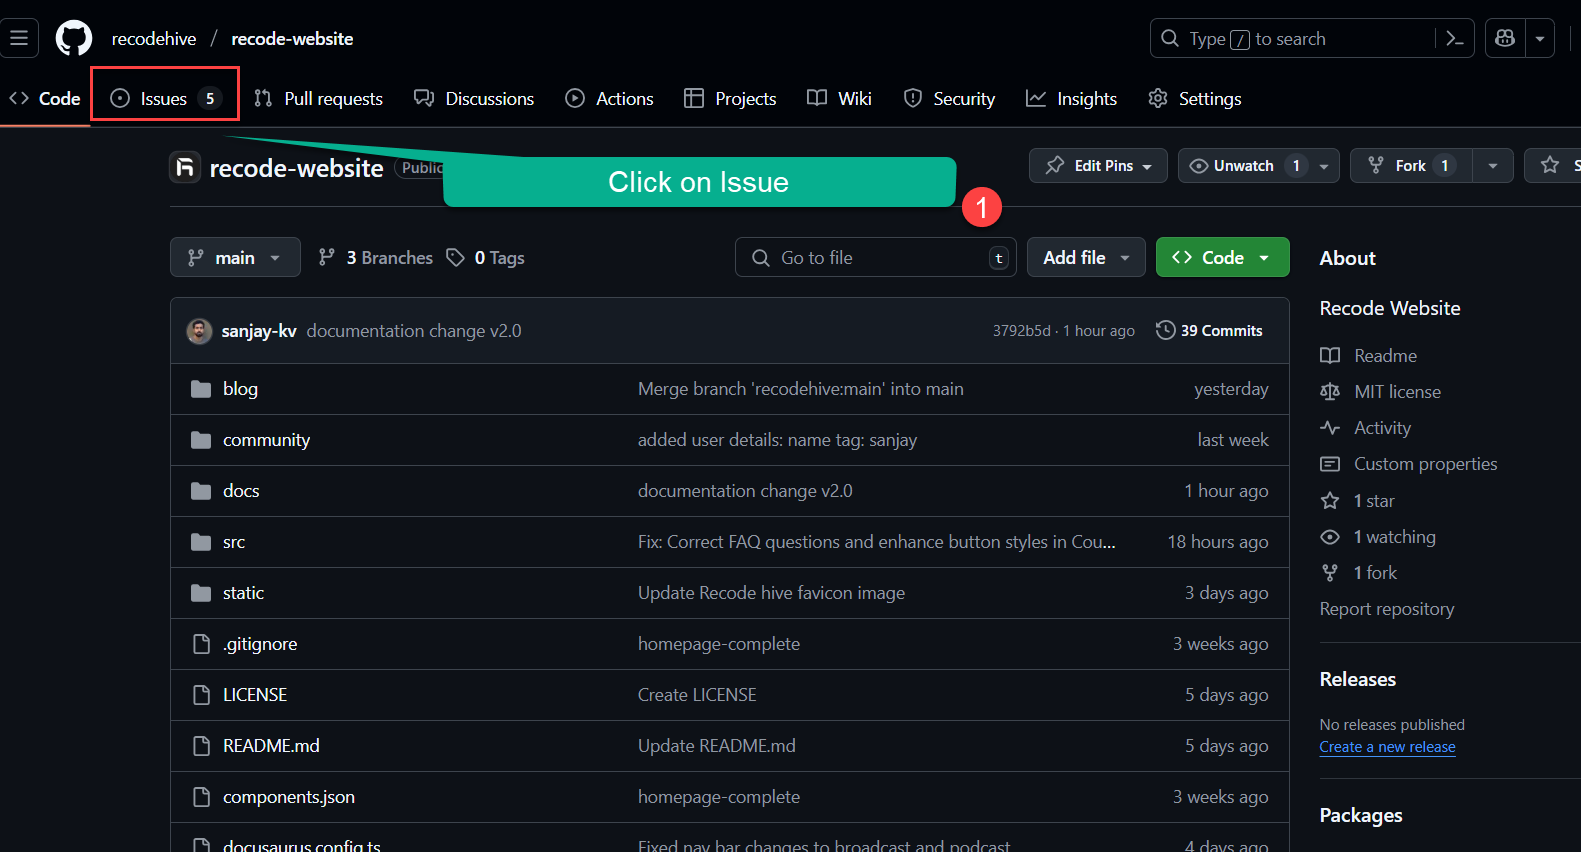 recodehive / recode-website
Type / to search
Code
Issues 5
Pull requests
Discussions
Actions
Projects
Wiki
Security
Insights
Settings
recode-website
Public
Click on Issue
1
Edit Pins
Unwatch 1
Fork 1
S
main
3 Branches
0 Tags
Go to file
t
Add file
Code
sanjay-kv documentation change v2.0 3792b5d · 1 hour ago 39 Commits
blog Merge branch 'recodehive:main' into main yesterday
community added user details: name tag: sanjay last week
docs documentation change v2.0 1 hour ago
src Fix: Correct FAQ questions and enhance button styles in Cou... 18 hours ago
static Update Recode hive favicon image 3 days ago
.gitignore homepage-complete 3 weeks ago
LICENSE Create LICENSE 5 days ago
README.md Update README.md 5 days ago
components.json homepage-complete 3 weeks ago
docusaurus.config.ts Fixed nav bar changes to broadcast and podcast 4 days ago
About
Recode Website
Readme
MIT license
Activity
Custom properties
1 star
1 watching
1 fork
Report repository
Releases
No releases published
Create a new release
Packages